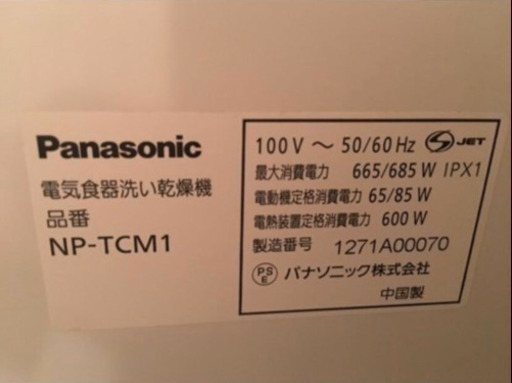 Panasonic
電気食器洗い乾燥機
品番
NP-TCM1
100V ～ 50/60Hz S JET
最大消費電力 665/685W IPX1
電動機定格消費電力 65/85W
電熱装置定格消費電力 600W
製造番号 1271A00070
PSE パナソニック株式会社
中国製